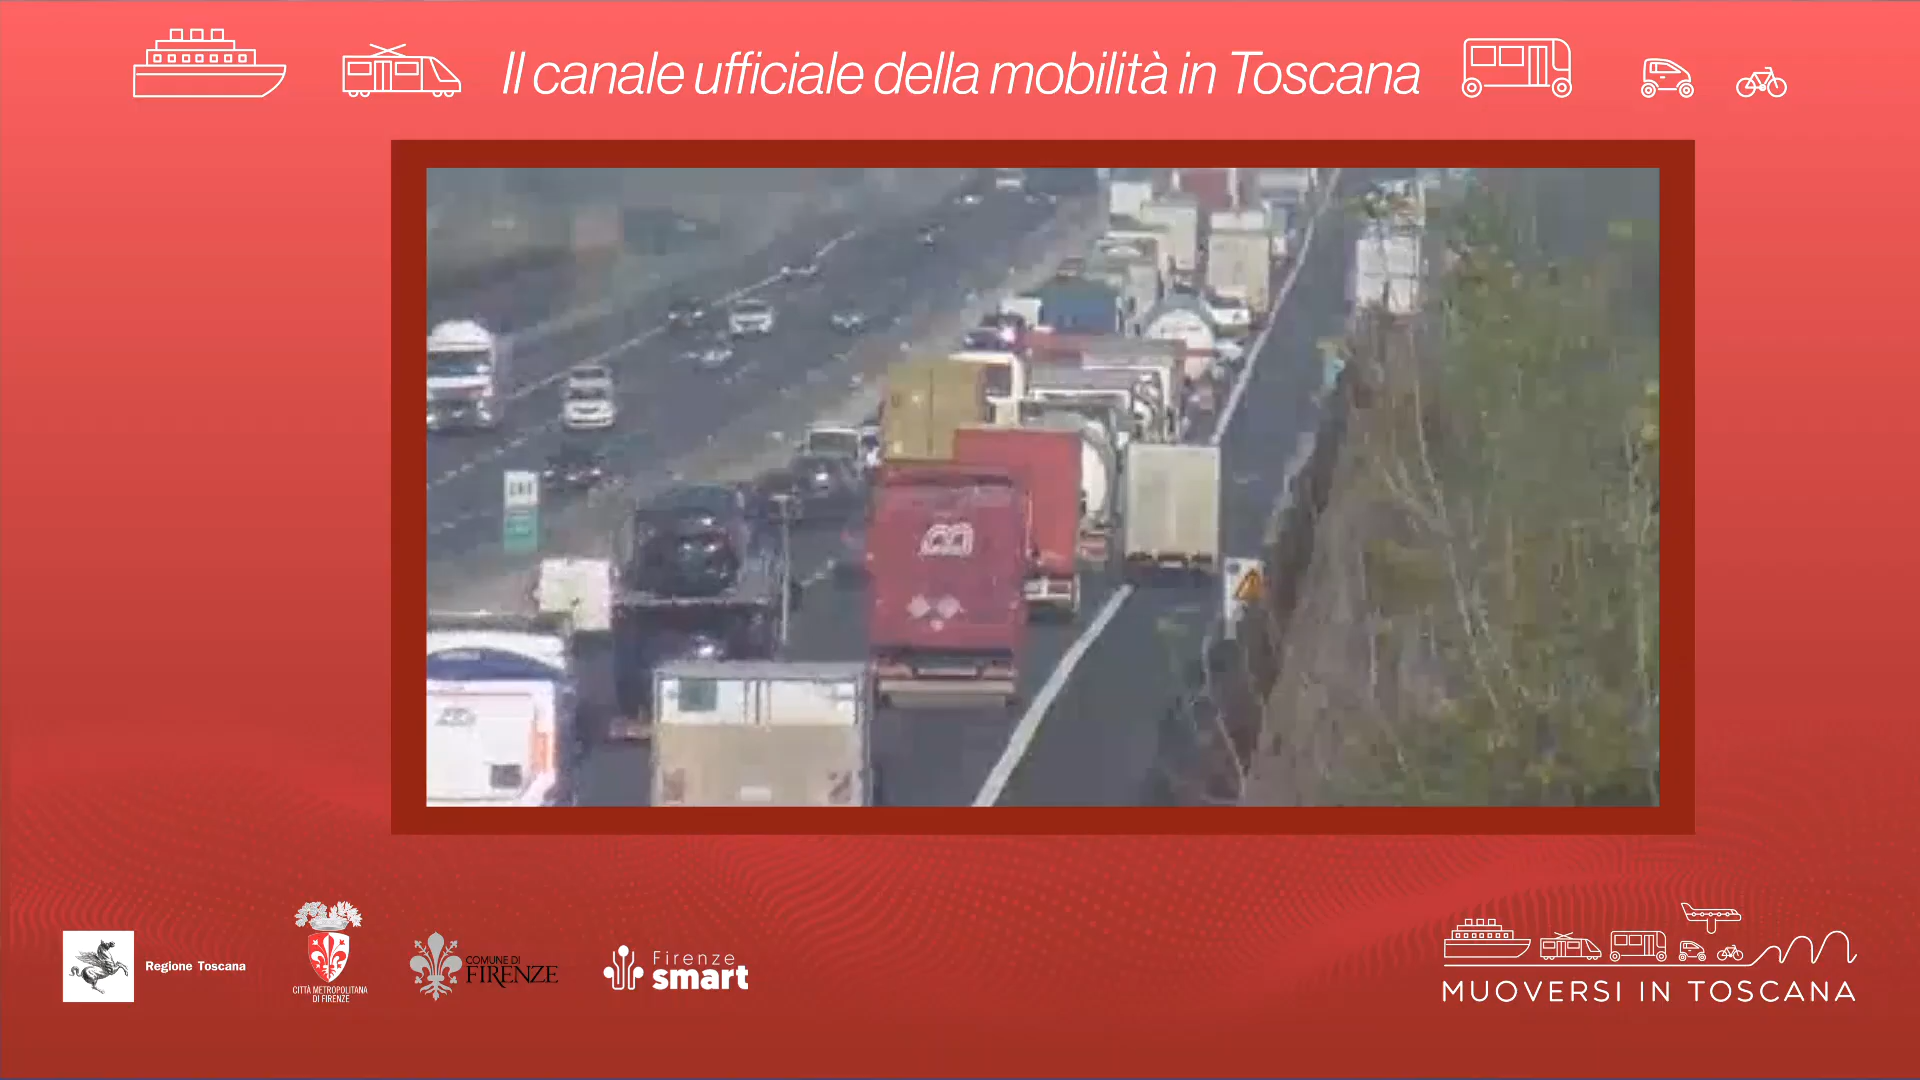 Il canale ufficiale della mobilità in Toscana
Regione Toscana
CITTÀ METROPOLITANA
DI FIRENZE
COMUNE DI
FIRENZE
Firenze
smart
MUOVERSI IN TOSCANA